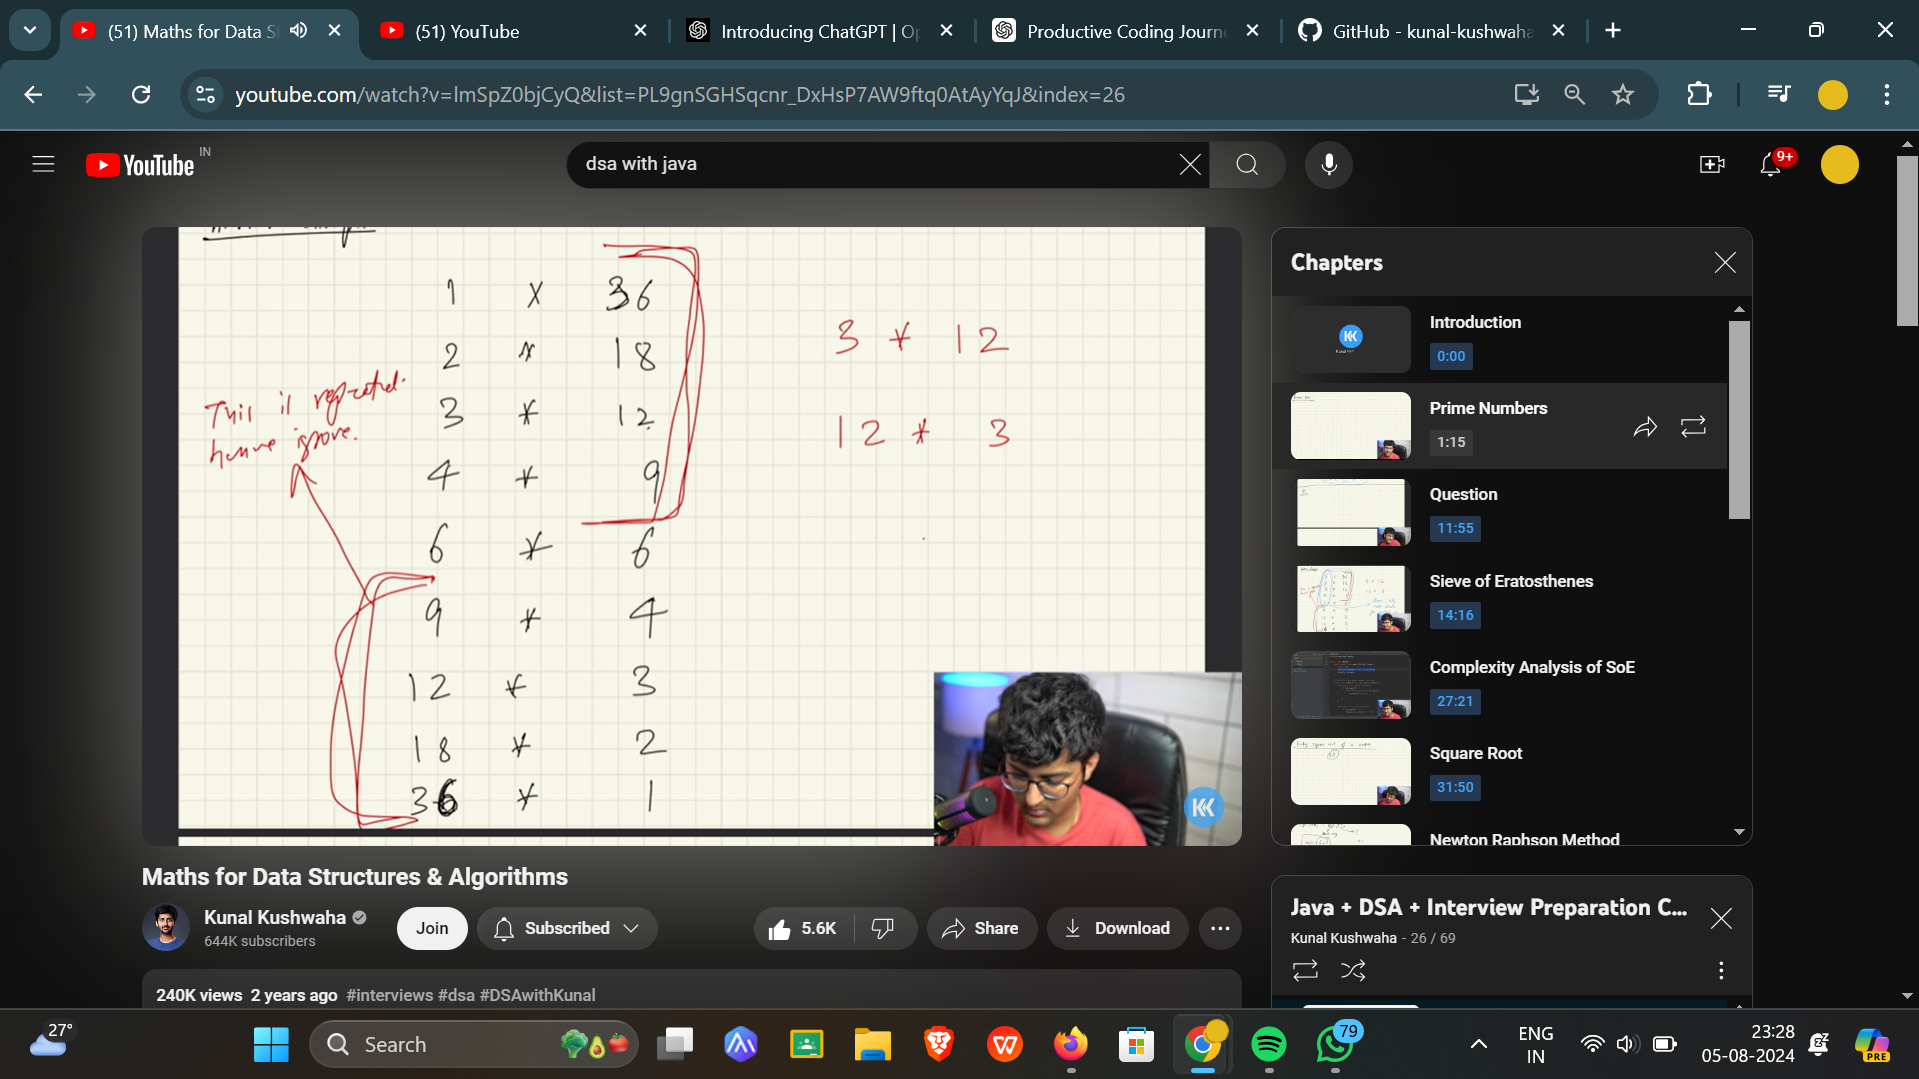 (51) Maths for Data S
(51) YouTube
Introducing ChatGPT | Op
Productive Coding Journe
GitHub - kunal-kushwaha
youtube.com/watch?v=lmSpZ0bjCyQ&list=PL9gnSGHSqcnr_DxHsP7AW9ftq0AtAyYqJ&index=26
YouTube IN
dsa with java
9+
1 x 36
2 * 18
3 * 12
4 * 9
6 * 6
9 * 4
12 * 3
18 * 2
36 * 1
This is repeated.
hence ignore.
3 * 12
12 * 3
Chapters
Introduction
0:00
Prime Numbers
1:15
Question
11:55
Sieve of Eratosthenes
14:16
Complexity Analysis of SoE
27:21
Square Root
31:50
Newton Raphson Method
Maths for Data Structures & Algorithms
Kunal Kushwaha
644K subscribers
Join
Subscribed
5.6K
Share
Download
240K views 2 years ago #interviews #dsa #DSAwithKunal
Java + DSA + Interview Preparation C...
Kunal Kushwaha - 26 / 69
27°
Search
79
ENG
IN
23:28
05-08-2024
PRE